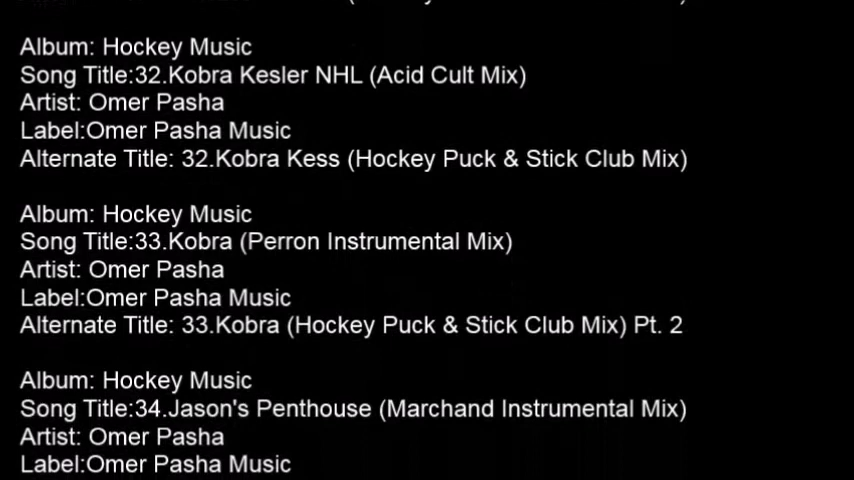 Album: Hockey Music
Song Title:32.Kobra Kesler NHL (Acid Cult Mix)
Artist: Omer Pasha
Label:Omer Pasha Music
Alternate Title: 32.Kobra Kess (Hockey Puck & Stick Club Mix)
Album: Hockey Music
Song Title:33.Kobra (Perron Instrumental Mix)
Artist: Omer Pasha
Label:Omer Pasha Music
Alternate Title: 33.Kobra (Hockey Puck & Stick Club Mix) Pt. 2
Album: Hockey Music
Song Title:34.Jason's Penthouse (Marchand Instrumental Mix)
Artist: Omer Pasha
Label:Omer Pasha Music